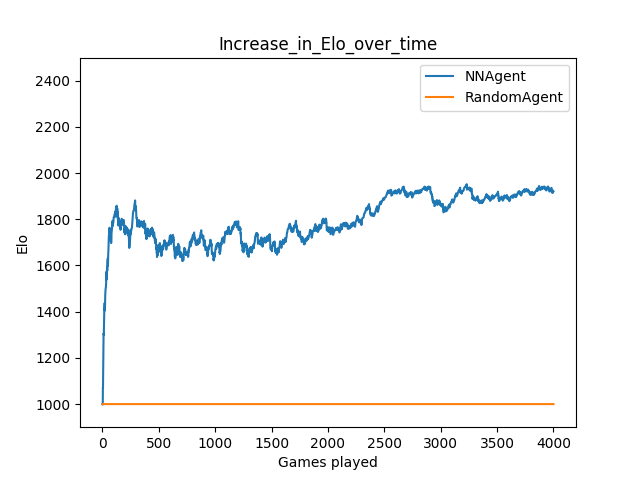 Increase_in_Elo_over_time
NNAgent
RandomAgent
2400
2200
2000
1800
1600
1400
1200
1000
Elo
0 500 1000 1500 2000 2500 3000 3500 4000
Games played